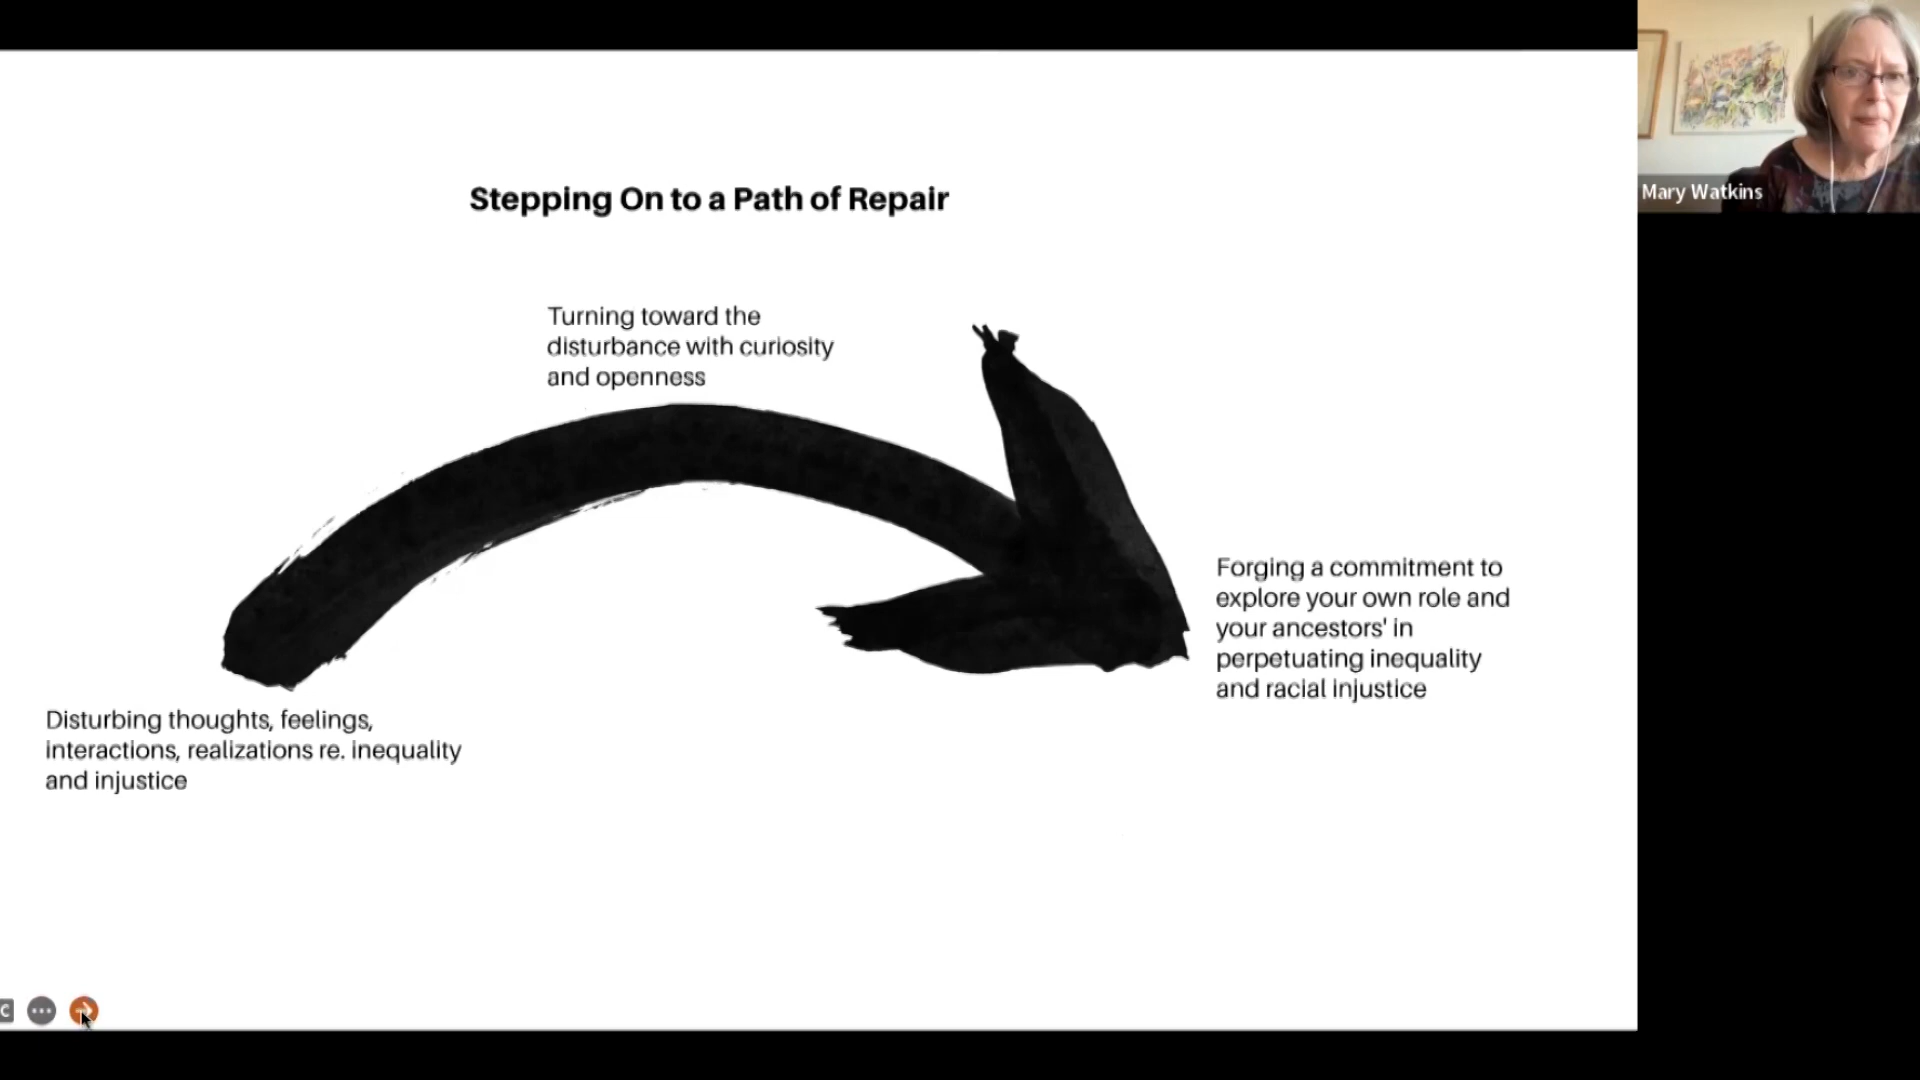 Stepping On to a Path of Repair
Turning toward the
disturbance with curiosity
and openness
Forging a commitment to
explore your own role and
your ancestors' in
perpetuating inequality
and racial injustice
Disturbing thoughts, feelings,
interactions, realizations re. inequality
and injustice
Mary Watkins
C